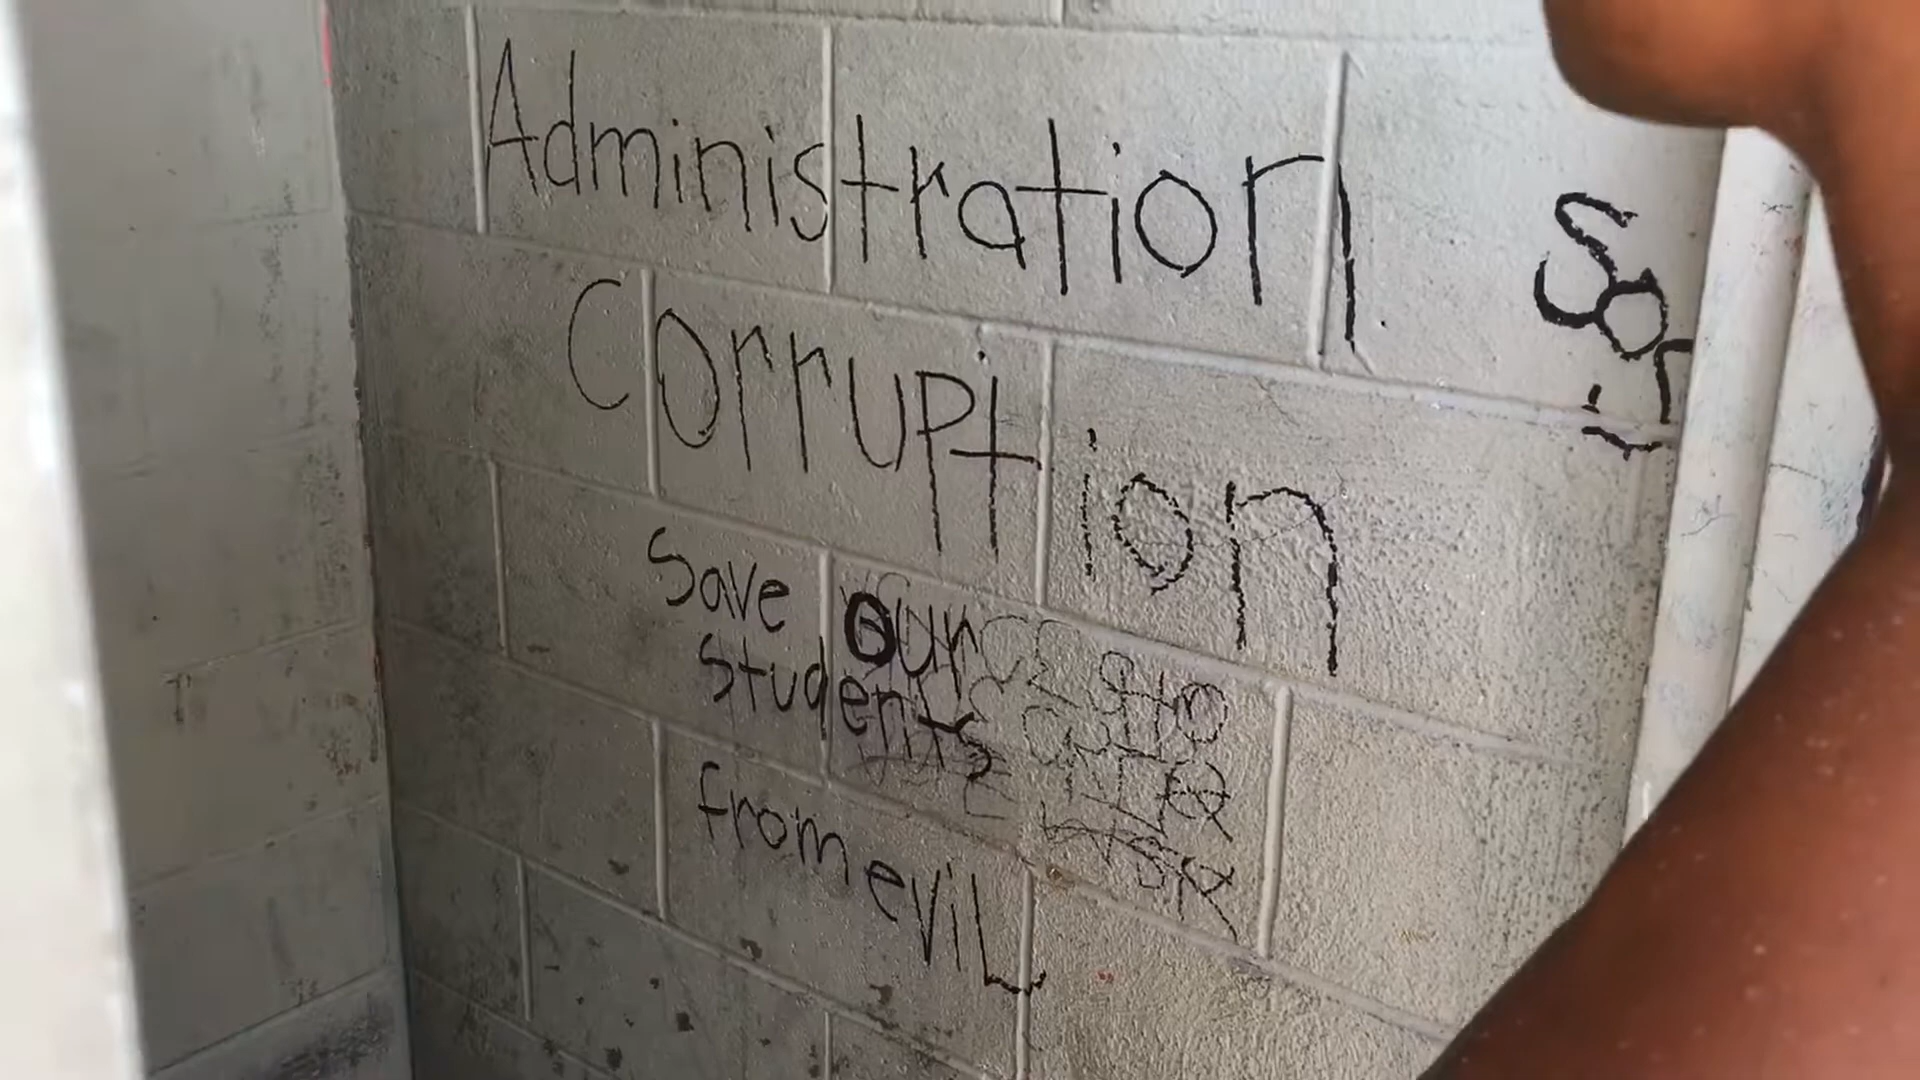 Administration
Corruption
Save our
students
from evil